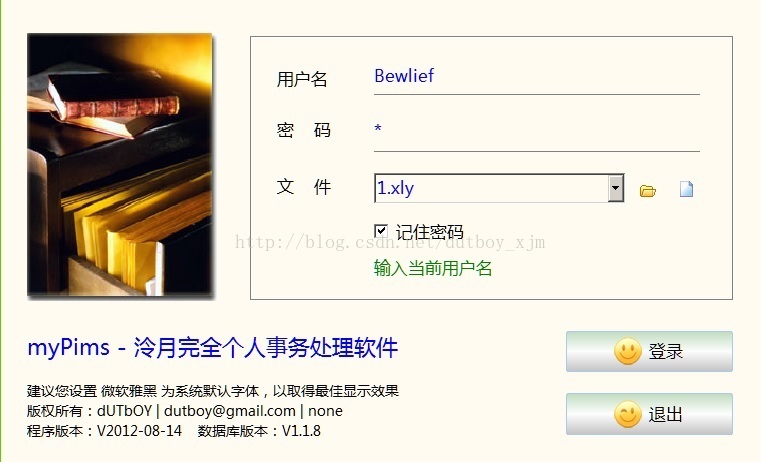 用户名 Bewlief
密 码 *
文 件 1.xly
记住密码
http://blog.csdn.net/dutboy_xjm
输入当前用户名
myPims - 泠月完全个人事务处理软件
登录
建议您设置 微软雅黑 为系统默认字体，以取得最佳显示效果
版权所有：dUTbOY | dutboy@gmail.com | none
退出
程序版本：V2012-08-14 数据库版本：V1.1.8